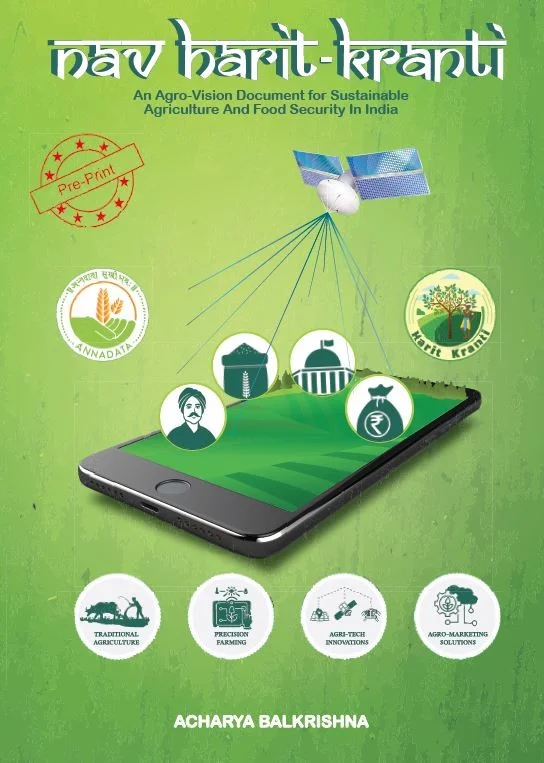 nav harit-kranti
An Agro-Vision Document for Sustainable
Agriculture And Food Security In India
Pre-Print
ANNADATA
Harit Kranti
₹
TRADITIONAL
AGRICULTURE
PRECISION
FARMING
AGRI-TECH
INNOVATIONS
AGRO-MARKETING
SOLUTIONS
ACHARYA BALKRISHNA